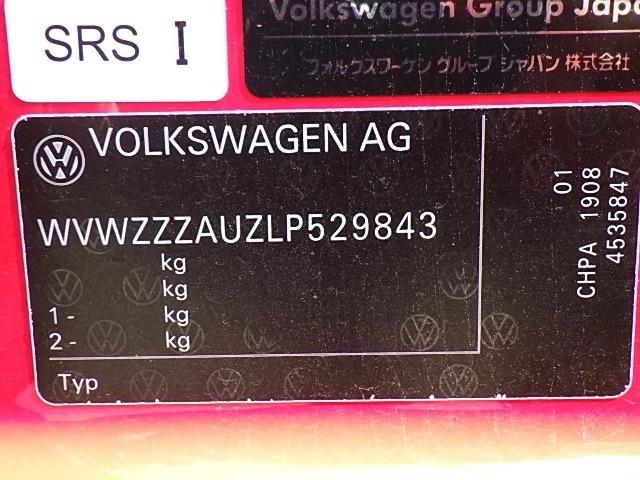 SRS I
Volkswagen Group Japa
フォルクスワーゲン グループ ジャパン 株式会社
VOLKSWAGEN AG
WVWZZZAUZLP529843
kg
kg
1 - kg
2 - kg
Typ
01
CHPA 1908
4535847